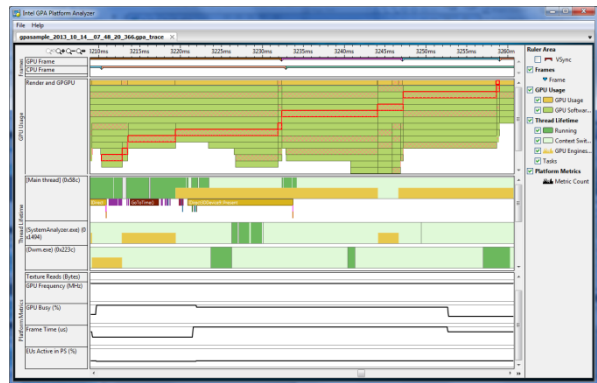 Intel GPA Platform Analyzer
File Help
gpasample_2013_10_14__07_48_20_366.gpa_trace
3210ms 3215ms 3220ms 3225ms 3230ms 3235ms 3240ms 3245ms 3250ms 3255ms 3260m
Frames
GPU Frame
CPU Frame
GPU Usage
Render and GPGPU
Thread Lifetime
(Main thread) (0x58c)
GoToTime()
(SystemAnalyzer.exe) (0
x1494)
(Dwm.exe) (0x223c)
Platform Metrics
Texture Reads (Bytes)
GPU Frequency (MHz)
GPU Busy (%)
Frame Time (us)
EUs Active in PS (%)
Ruler Area
VSync
Frames
Frame
GPU Usage
GPU Usage
GPU Softwar...
Thread Lifetime
Running
Context Swit...
GPU Engines...
Tasks
Platform Metrics
Metric Count